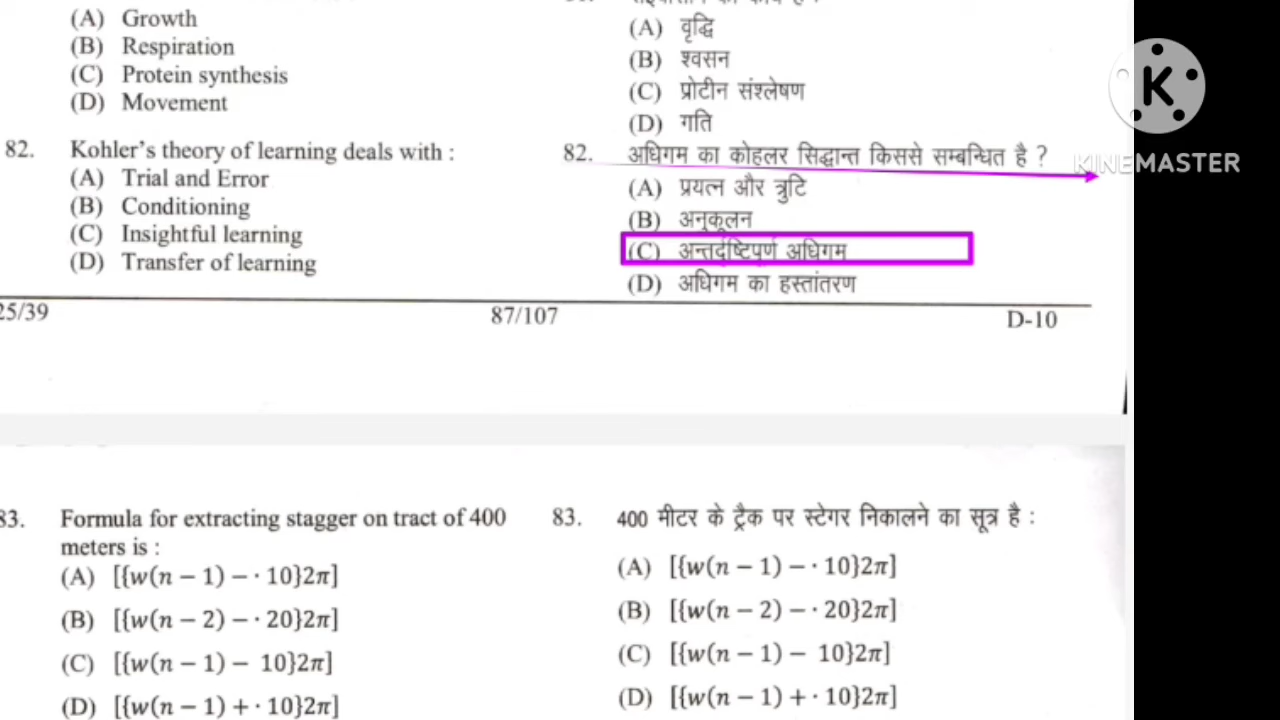 (A) Growth
(B) Respiration
(C) Protein synthesis
(D) Movement
82. Kohler's theory of learning deals with :
(A) Trial and Error
(B) Conditioning
(C) Insightful learning
(D) Transfer of learning
(A) वृद्धि
(B) श्वसन
(C) प्रोटीन संश्लेषण
(D) गति
82. अधिगम का कोहलर सिद्धान्त किससे सम्बन्धित है ?
(A) प्रयत्न और त्रुटि
(B) अनुकूलन
(C) अन्तर्दृष्टिपूर्ण अधिगम
(D) अधिगम का हस्तांतरण
25/39 87/107 D-10
83. Formula for extracting stagger on tract of 400
meters is :
(A) [{w(n − 1) − · 10}2π]
(B) [{w(n − 2) − · 20}2π]
(C) [{w(n − 1) − 10}2π]
(D) [{w(n − 1) + · 10}2π]
83. 400 मीटर के ट्रैक पर स्टेगर निकालने का सूत्र है :
(A) [{w(n − 1) − · 10}2π]
(B) [{w(n − 2) − · 20}2π]
(C) [{w(n − 1) − 10}2π]
(D) [{w(n − 1) + · 10}2π]
K
KINEMASTER